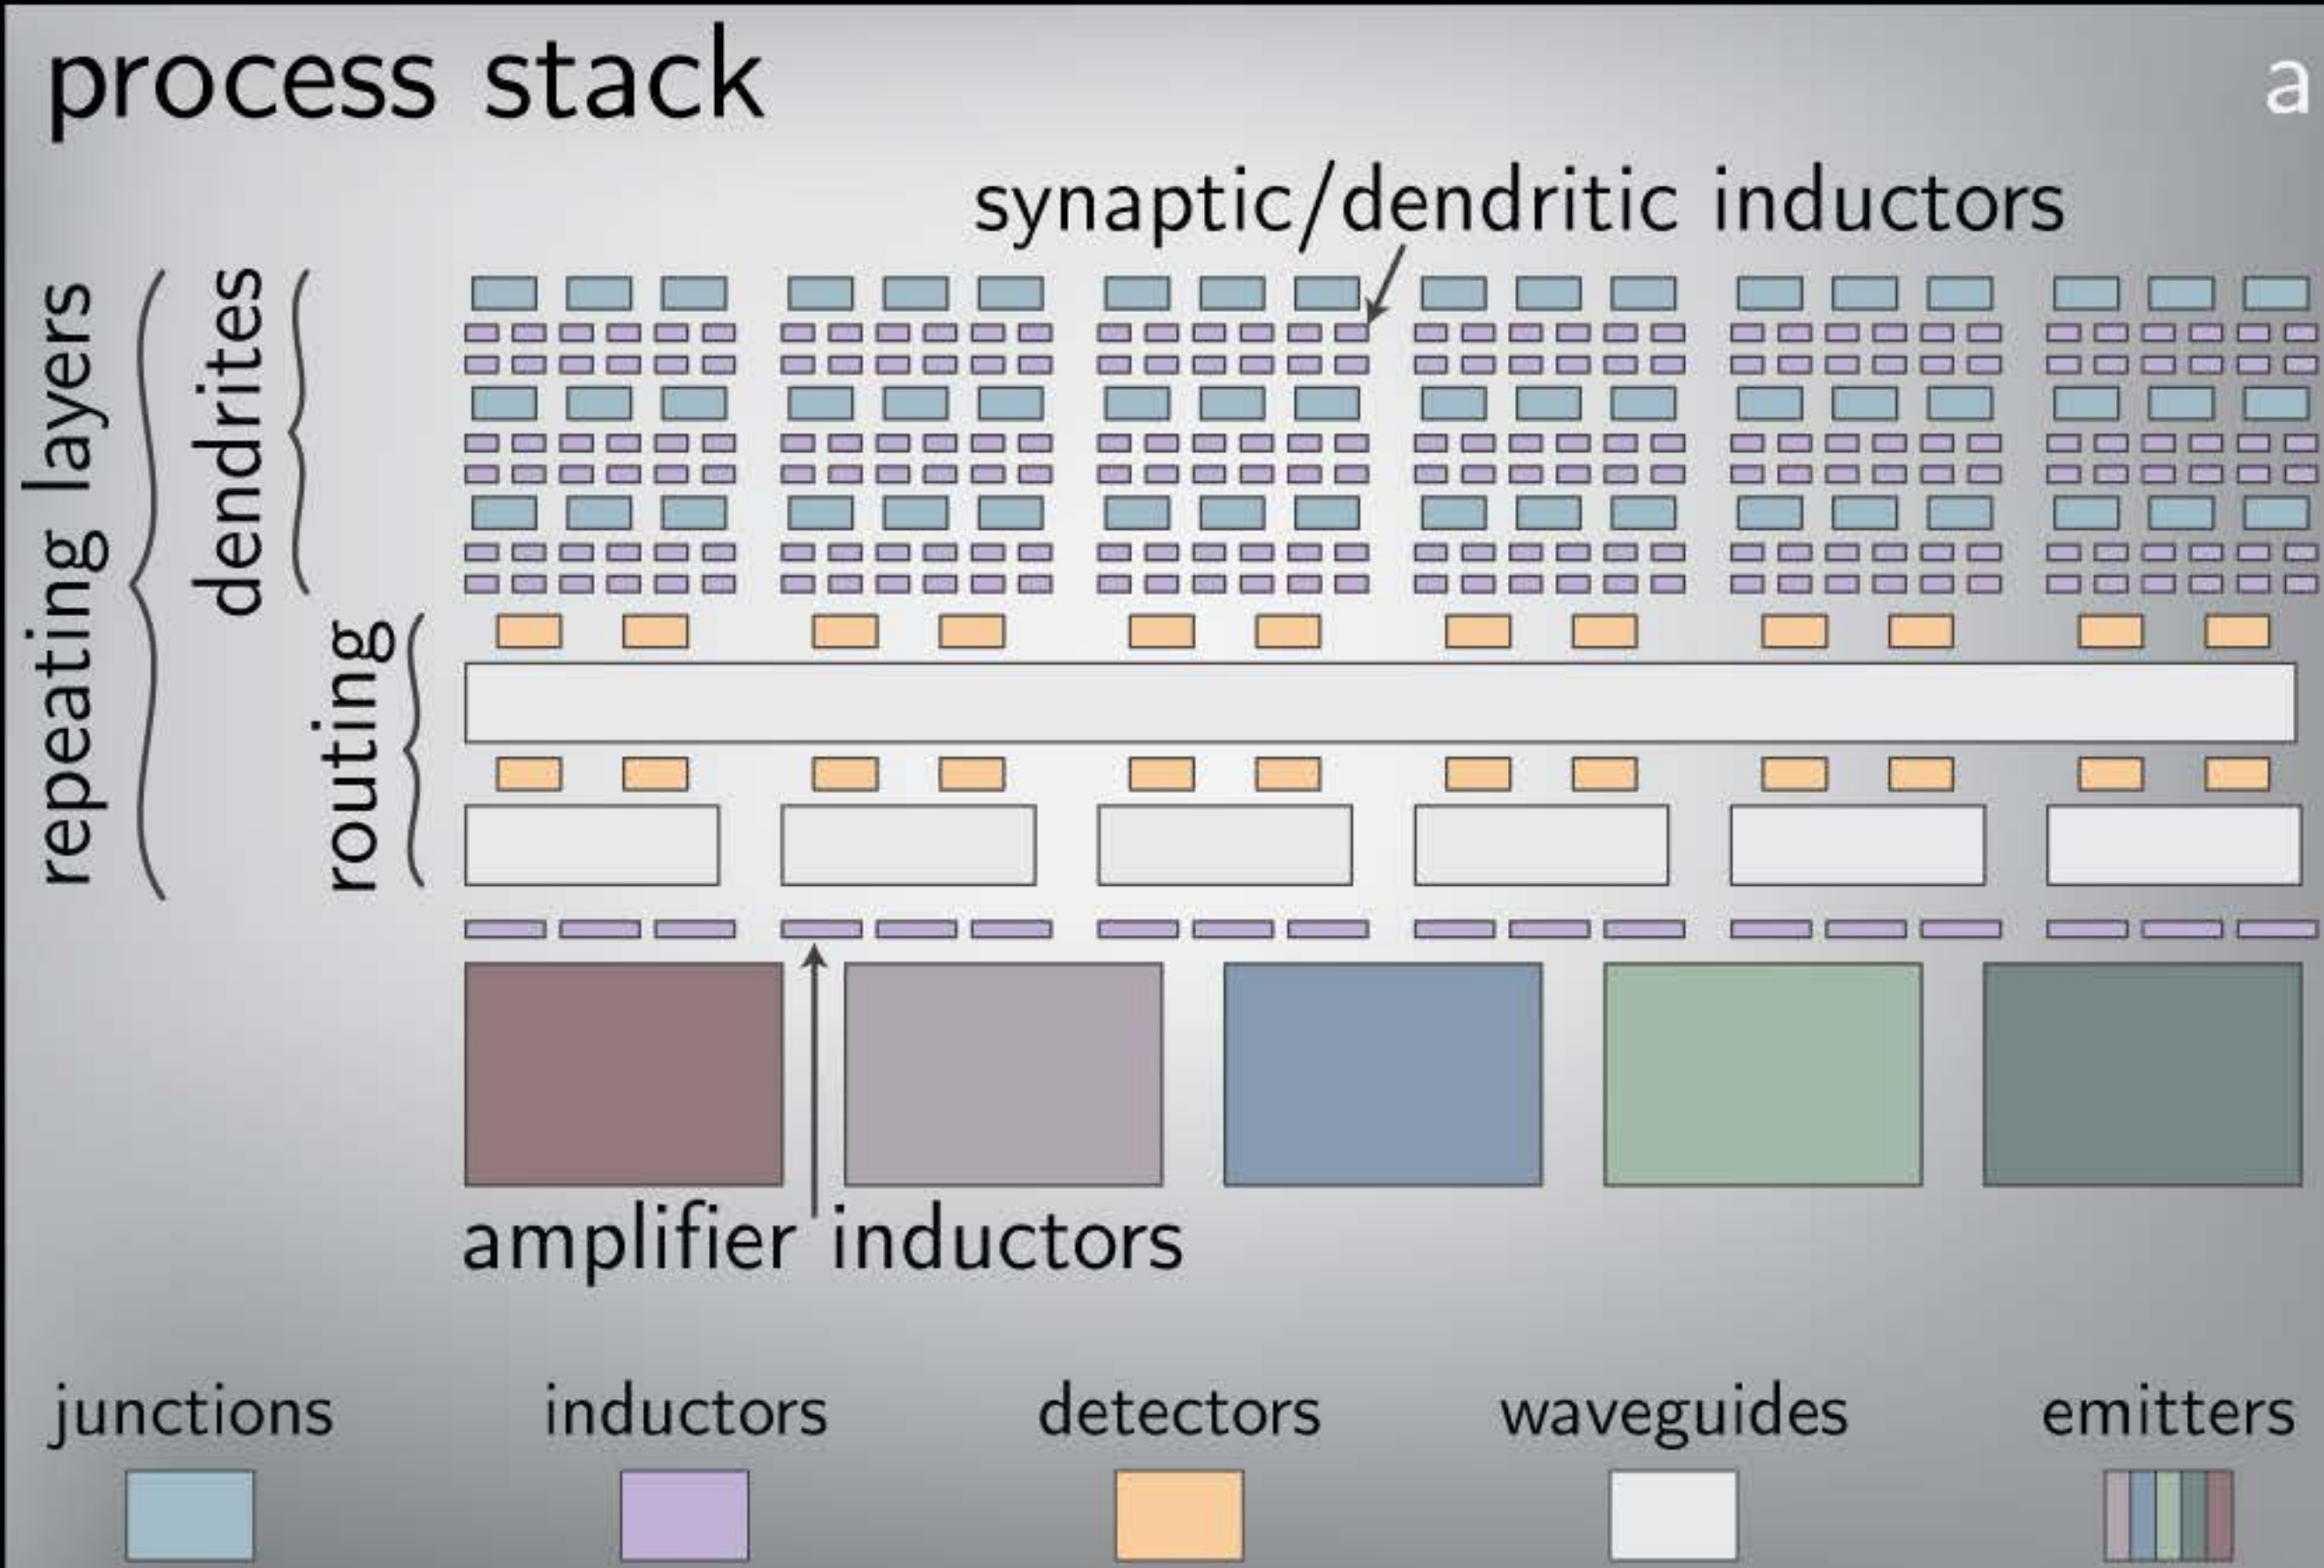 process stack
a
synaptic/dendritic inductors
repeating layers
dendrites
routing
amplifier inductors
junctions
inductors
detectors
waveguides
emitters